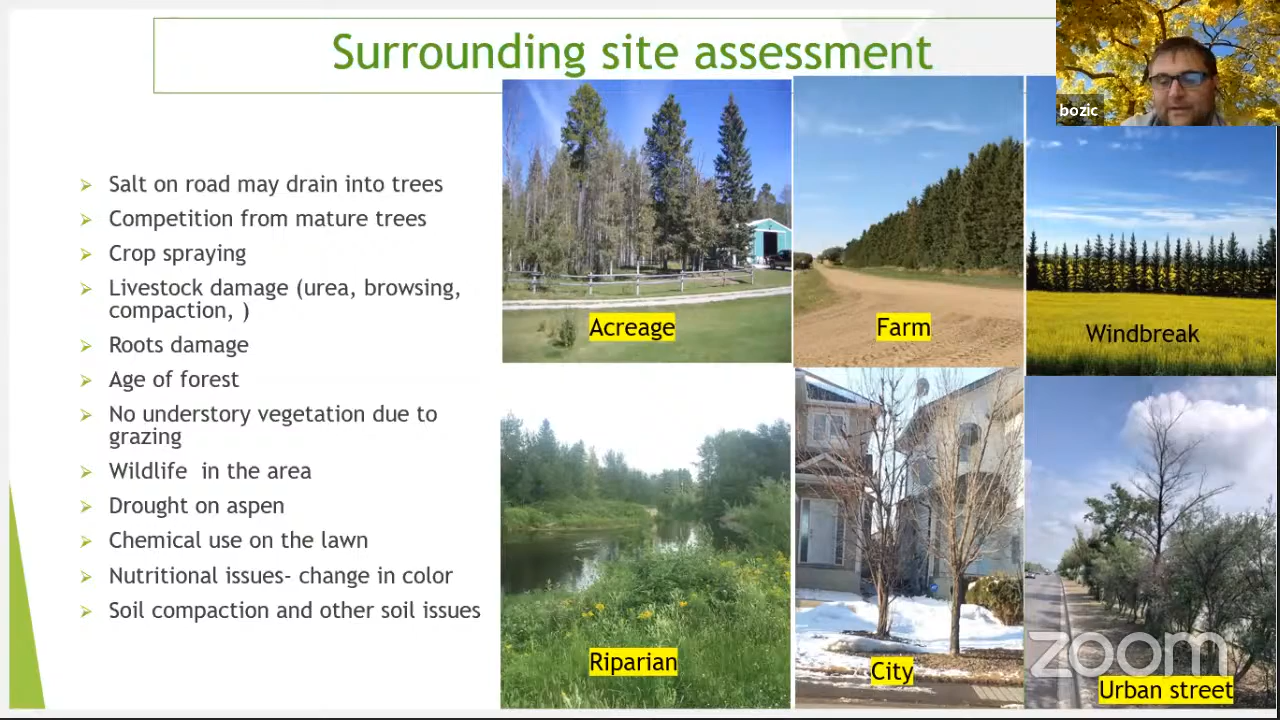 Surrounding site assessment
bozic
Salt on road may drain into trees
Competition from mature trees
Crop spraying
Livestock damage (urea, browsing,
compaction, )
Roots damage
Age of forest
No understory vegetation due to
grazing
Wildlife in the area
Drought on aspen
Chemical use on the lawn
Nutritional issues- change in color
Soil compaction and other soil issues
Acreage
Farm
Windbreak
Riparian
City
zoom
Urban street